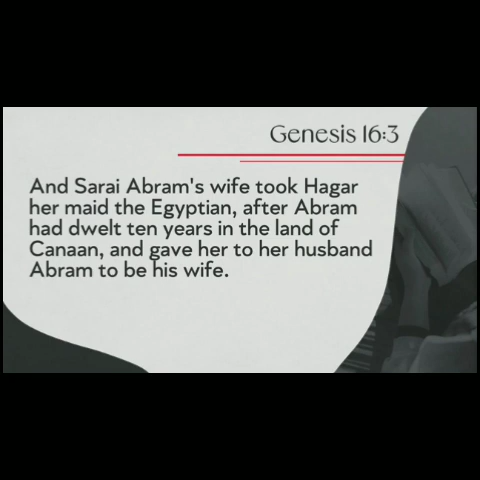 Genesis 16:3
And Sarai Abram's wife took Hagar
her maid the Egyptian, after Abram
had dwelt ten years in the land of
Canaan, and gave her to her husband
Abram to be his wife.